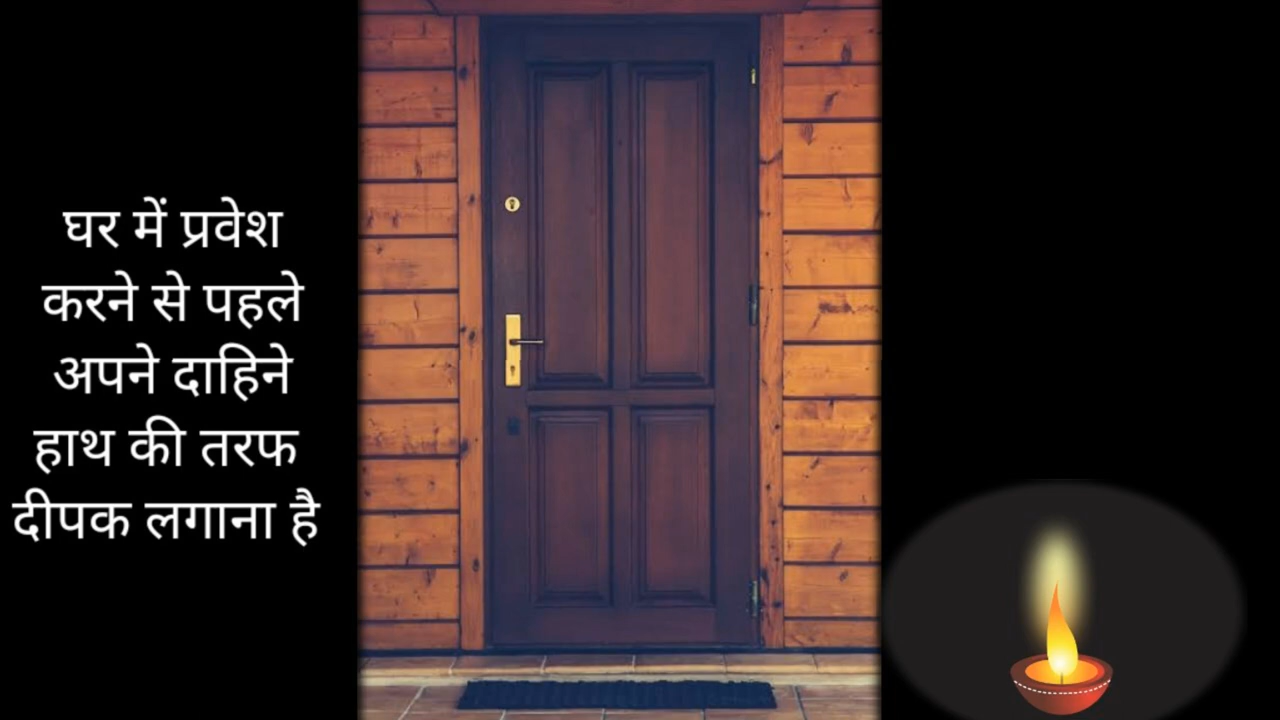 घर में प्रवेश
करने से पहले
अपने दाहिने
हाथ की तरफ
दीपक लगाना है